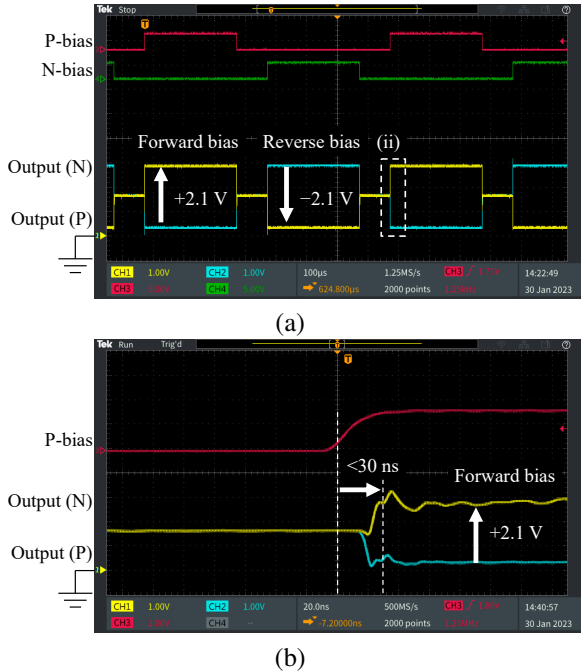 Tek Stop
P-bias
N-bias
Forward bias Reverse bias (ii)
Output (N)
+2.1 V −2.1 V
Output (P)
CH1 1.00V CH2 1.00V 100μs 1.25MS/s CH3 14:22:49
CH3 CH4 5.00V 624.800μs 2000 points 30 Jan 2023
(a)
Tek Run Trig'd
P-bias
<30 ns
Output (N) Forward bias
+2.1 V
Output (P)
CH1 1.00V CH2 1.00V 20.0ns 500MS/s CH3 14:40:57
CH3 CH4 -7.20000ns 2000 points 30 Jan 2023
(b)